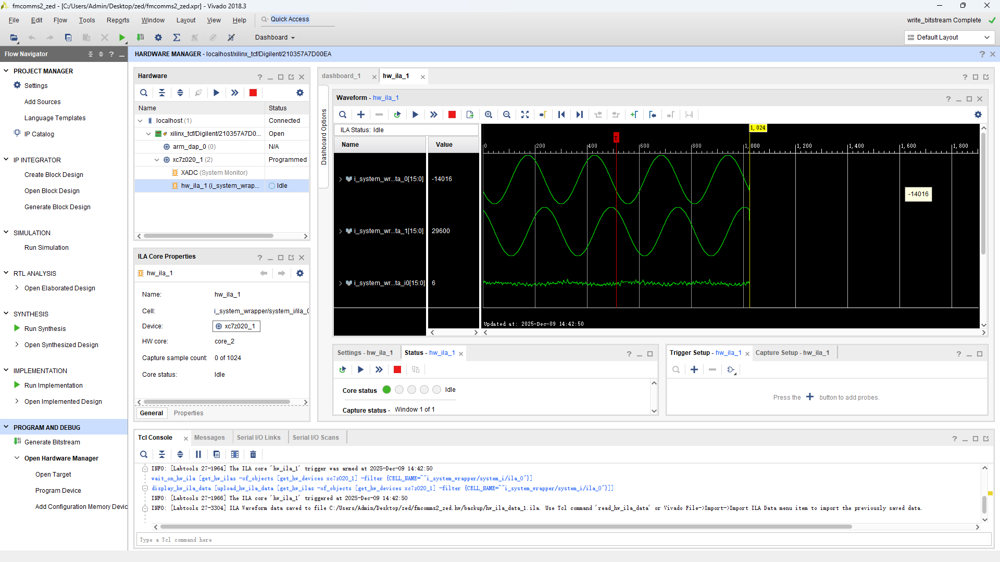 fmcomms2_zed - [C:/Users/Admin/Desktop/zed/fmcomms2_zed.xpr] - Vivado 2018.3
File Edit Flow Tools Reports Window Layout View Help Quick Access
write_bitstream Complete
Dashboard
Default Layout
Flow Navigator
PROJECT MANAGER
Settings
Add Sources
Language Templates
IP Catalog
IP INTEGRATOR
Create Block Design
Open Block Design
Generate Block Design
SIMULATION
Run Simulation
RTL ANALYSIS
Open Elaborated Design
SYNTHESIS
Run Synthesis
Open Synthesized Design
IMPLEMENTATION
Run Implementation
Open Implemented Design
PROGRAM AND DEBUG
Generate Bitstream
Open Hardware Manager
Open Target
Program Device
Add Configuration Memory Devic
HARDWARE MANAGER - localhost/xilinx_tcf/Digilent/210357A7D00EA
Hardware
Name Status
localhost (1) Connected
xilinx_tcf/Digilent/210357A7D0... Open
arm_dap_0 (0) N/A
xc7z020_1 (2) Programmed
XADC (System Monitor)
hw_ila_1 (i_system_wrap... Idle
ILA Core Properties
hw_ila_1
Name: hw_ila_1
Cell: i_system_wrapper/system_i/ila_0
Device: xc7z020_1
HW core: core_2
Capture sample count: 0 of 1024
Core status: Idle
General Properties
dashboard_1 hw_ila_1
Dashboard Options
Waveform - hw_ila_1
ILA Status: Idle
Name Value
i_system_wr...ta_0[15:0] -14016
i_system_wr...ta_1[15:0] 29600
i_system_wr...ta_i0[15:0] 6
1,024
T
0 200 400 600 800 1,000 1,200 1,400 1,600 1,800
-14016
Updated at: 2025-Dec-09 14:42:50
Settings - hw_ila_1 Status - hw_ila_1
Core status Idle
Capture status - Window 1 of 1
Trigger Setup - hw_ila_1 Capture Setup - hw_ila_1
Press the + button to add probes.
Tcl Console Messages Serial I/O Links Serial I/O Scans
INFO: [Labtools 27-1964] The ILA core 'hw_ila_1' trigger was armed at 2025-Dec-09 14:42:50
wait_on_hw_ila [get_hw_ilas -of_objects [get_hw_devices xc7z020_1] -filter {CELL_NAME=~"i_system_wrapper/system_i/ila_0"}]
display_hw_ila_data [upload_hw_ila_data [get_hw_ilas -of_objects [get_hw_devices xc7z020_1] -filter {CELL_NAME=~"i_system_wrapper/system_i/ila_0"}]]
INFO: [Labtools 27-1966] The ILA core 'hw_ila_1' triggered at 2025-Dec-09 14:42:50
INFO: [Labtools 27-3304] ILA Waveform data saved to file C:/Users/Admin/Desktop/zed/fmcomms2_zed.hw/backup/hw_ila_data_1.ila. Use Tcl command 'read_hw_ila_data' or Vivado File->Import->Import ILA Data menu item to import the previously saved data.
Type a Tcl command here